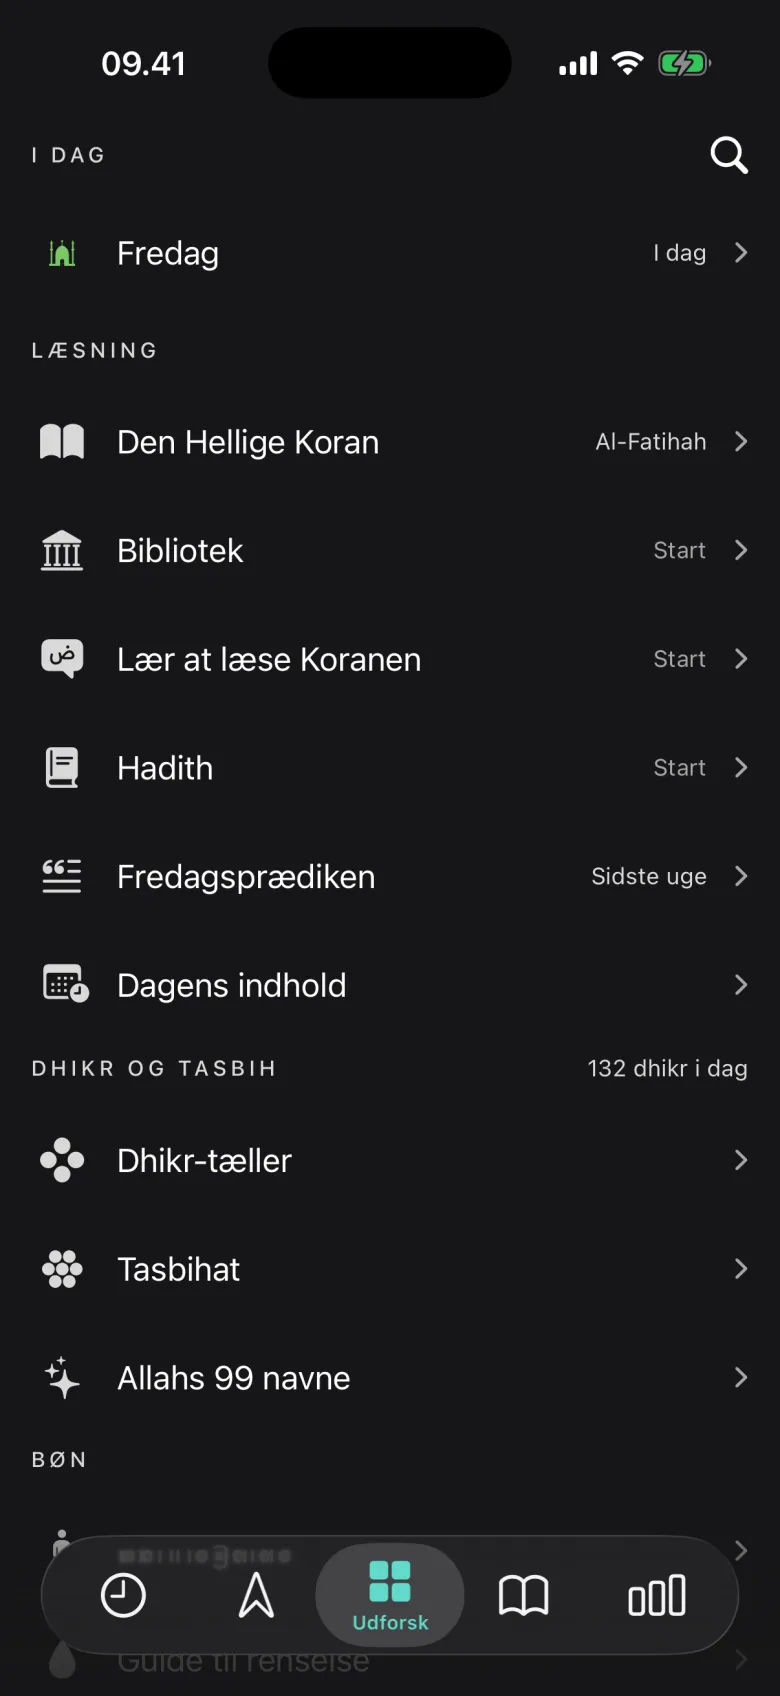 09.41
I DAG
Fredag
I dag
LÆSNING
Den Hellige Koran
Al-Fatihah
Bibliotek
Start
ض
Lær at læse Koranen
Start
Hadith
Start
Fredagsprædiken
Sidste uge
Dagens indhold
DHIKR OG TASBIH
132 dhikr i dag
Dhikr-tæller
Tasbihat
Allahs 99 navne
BØN
Udforsk
Guide til renselse